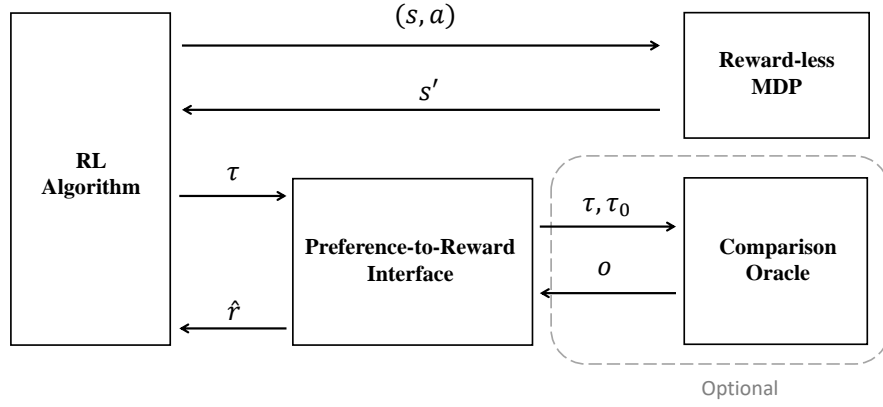 (s, a)
Reward-less
MDP
s′
RL
Algorithm
τ
τ, τ₀
Preference-to-Reward
Interface
Comparison
Oracle
o
r̂
Optional